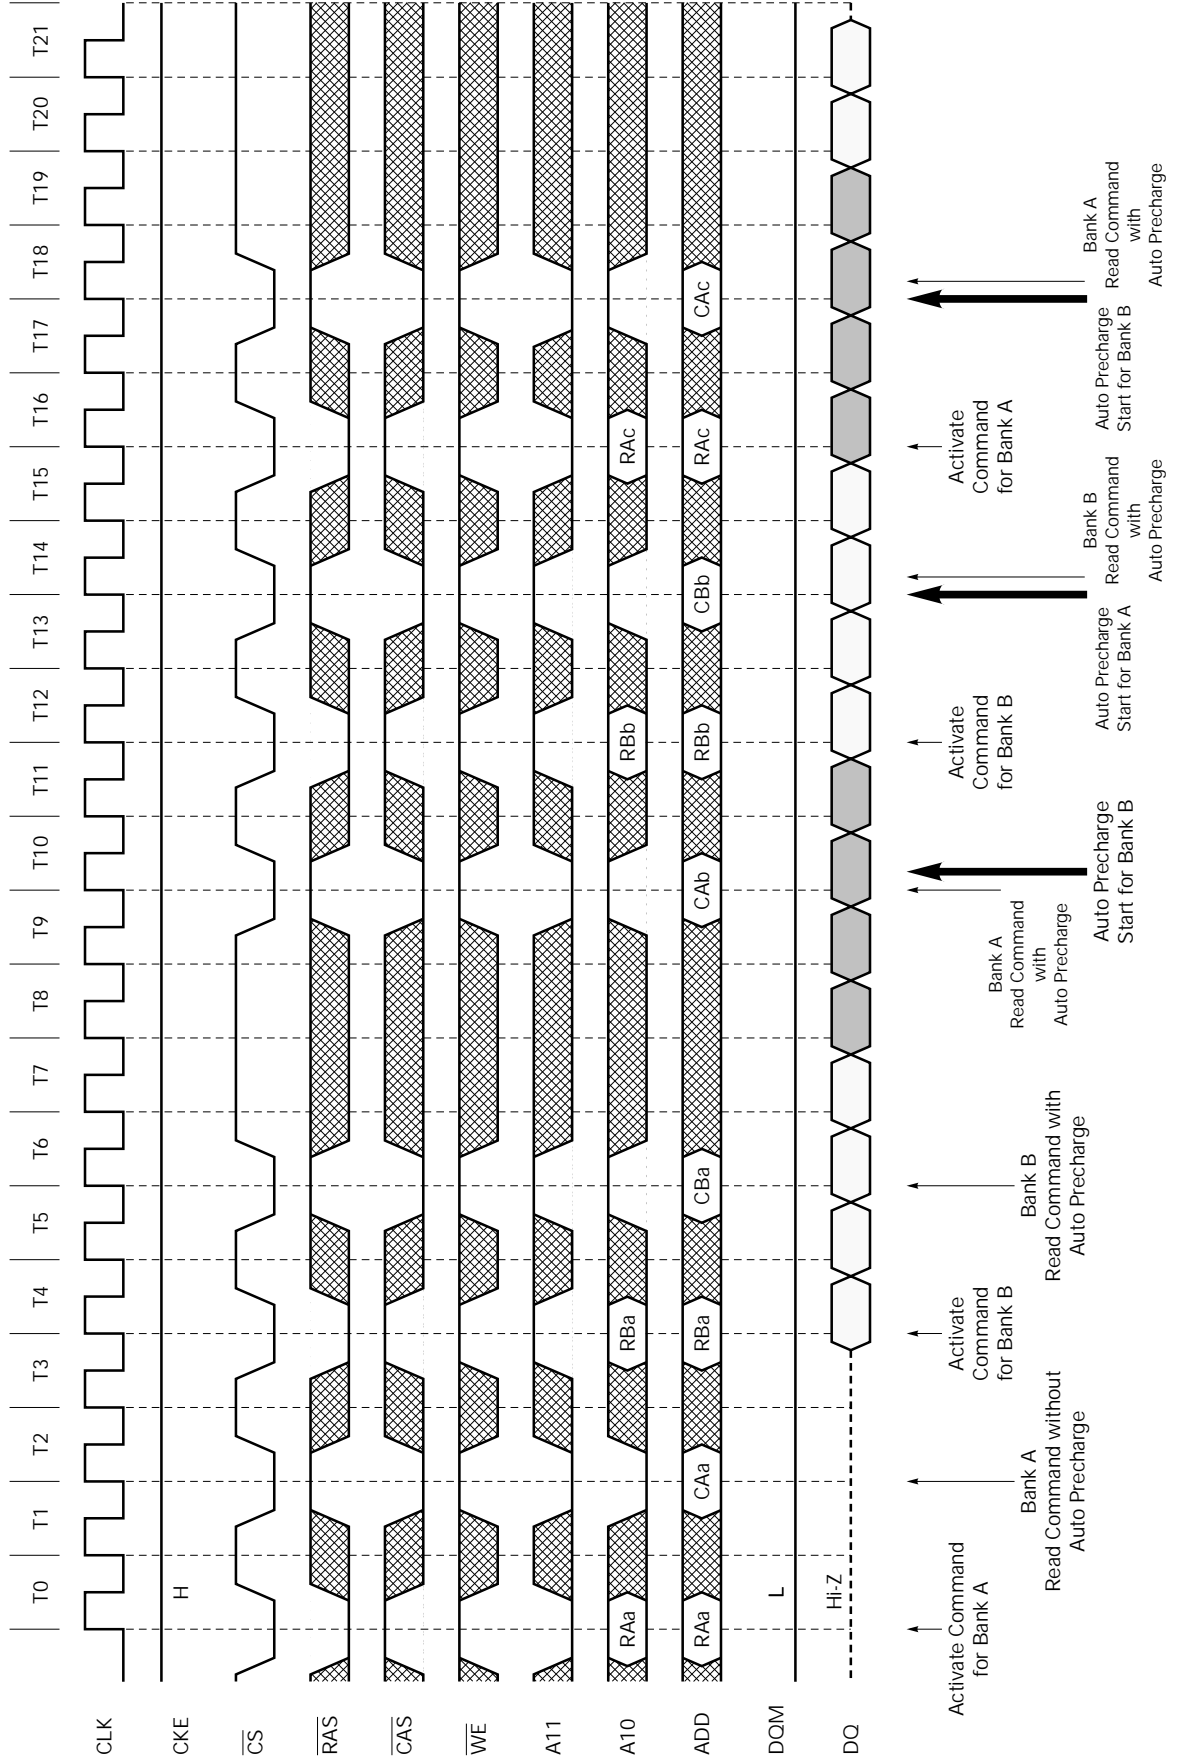 T0 T1 T2 T3 T4 T5 T6 T7 T8 T9 T10 T11 T12 T13 T14 T15 T16 T17 T18 T19 T20 T21
CLK
CKE H
CS
RAS
CAS
WE
A11
A10 RAa RBa RBb RAc
ADD RAa CAa RBa CBa CAb RBb CBb RAc CAc
DQM L
DQ Hi-Z
Activate Command
for Bank A
Bank A
Read Command without
Auto Precharge
Activate
Command
for Bank B
Bank B
Read Command with
Auto Precharge
Bank A
Read Command
with
Auto Precharge
Auto Precharge
Start for Bank B
Activate
Command
for Bank B
Auto Precharge
Start for Bank A
Bank B
Read Command
with
Auto Precharge
Activate
Command
for Bank A
Auto Precharge
Start for Bank B
Bank A
Read Command
with
Auto Precharge